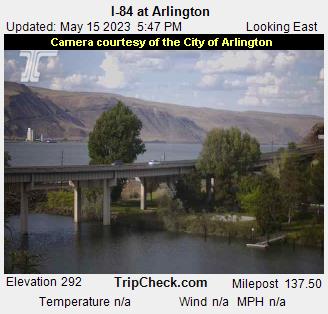 I-84 at Arlington
Updated: May 15 2023 5:47 PM Looking East
Camera courtesy of the City of Arlington
Elevation 292 TripCheck.com Milepost 137.50
Temperature n/a Wind n/a MPH n/a